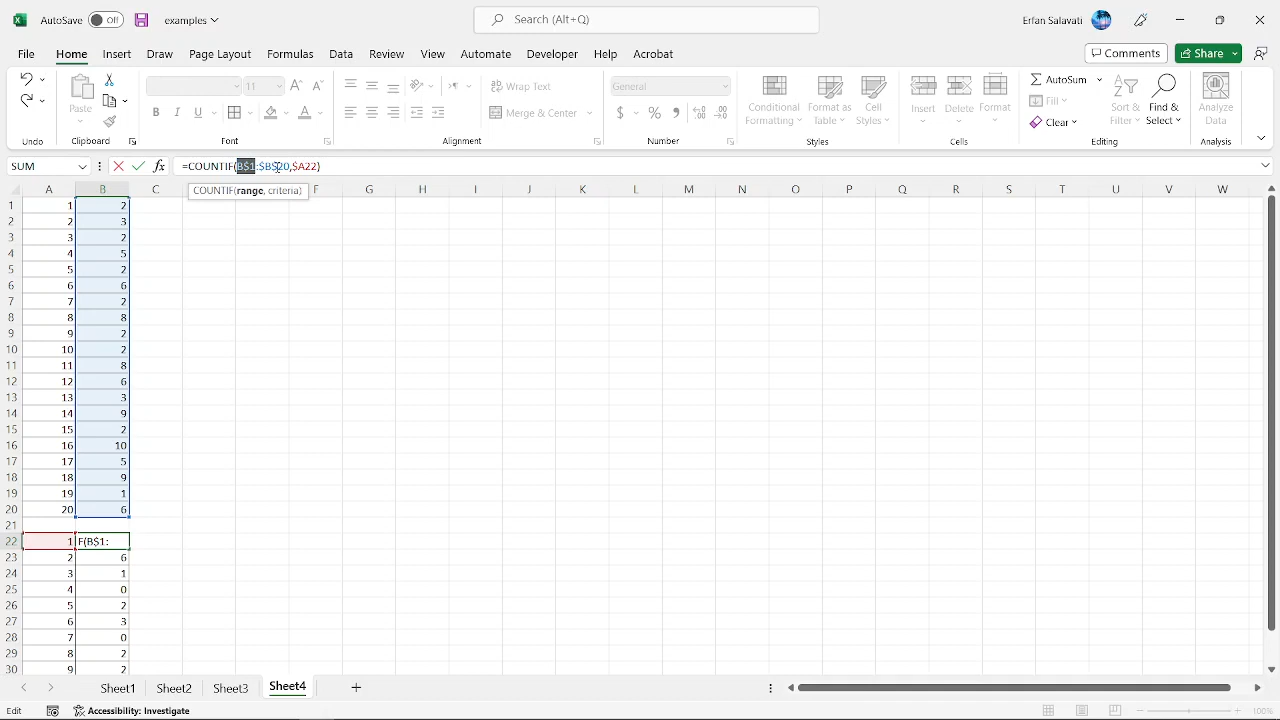 AutoSave Off examples Search (Alt+Q) Erfan Salavati
File Home Insert Draw Page Layout Formulas Data Review View Automate Developer Help Acrobat Comments Share
Paste
Clipboard
11
B I U
Font
ab Wrap Text
Merge & Center
Alignment
General
$ % ,
Number
Conditional Formatting
Format as Table
Cell Styles
Styles
Insert Delete Format
Cells
AutoSum
Fill
Clear
Sort & Filter
Find & Select
Editing
Analyze Data
Analysis
SUM fx =COUNTIF(B$1:$B$20,$A22)
COUNTIF(range, criteria)
A B C F G H I J K L M N O P Q R S T U V W
1 1 2
2 2 3
3 3 2
4 4 5
5 5 2
6 6 6
7 7 2
8 8 8
9 9 2
10 10 2
11 11 8
12 12 6
13 13 3
14 14 9
15 15 2
16 16 10
17 17 5
18 18 9
19 19 1
20 20 6
21
22 1 F(B$1:
23 2 6
24 3 1
25 4 0
26 5 2
27 6 3
28 7 0
29 8 2
30 9 2
Sheet1 Sheet2 Sheet3 Sheet4
Edit Accessibility: Investigate 100%